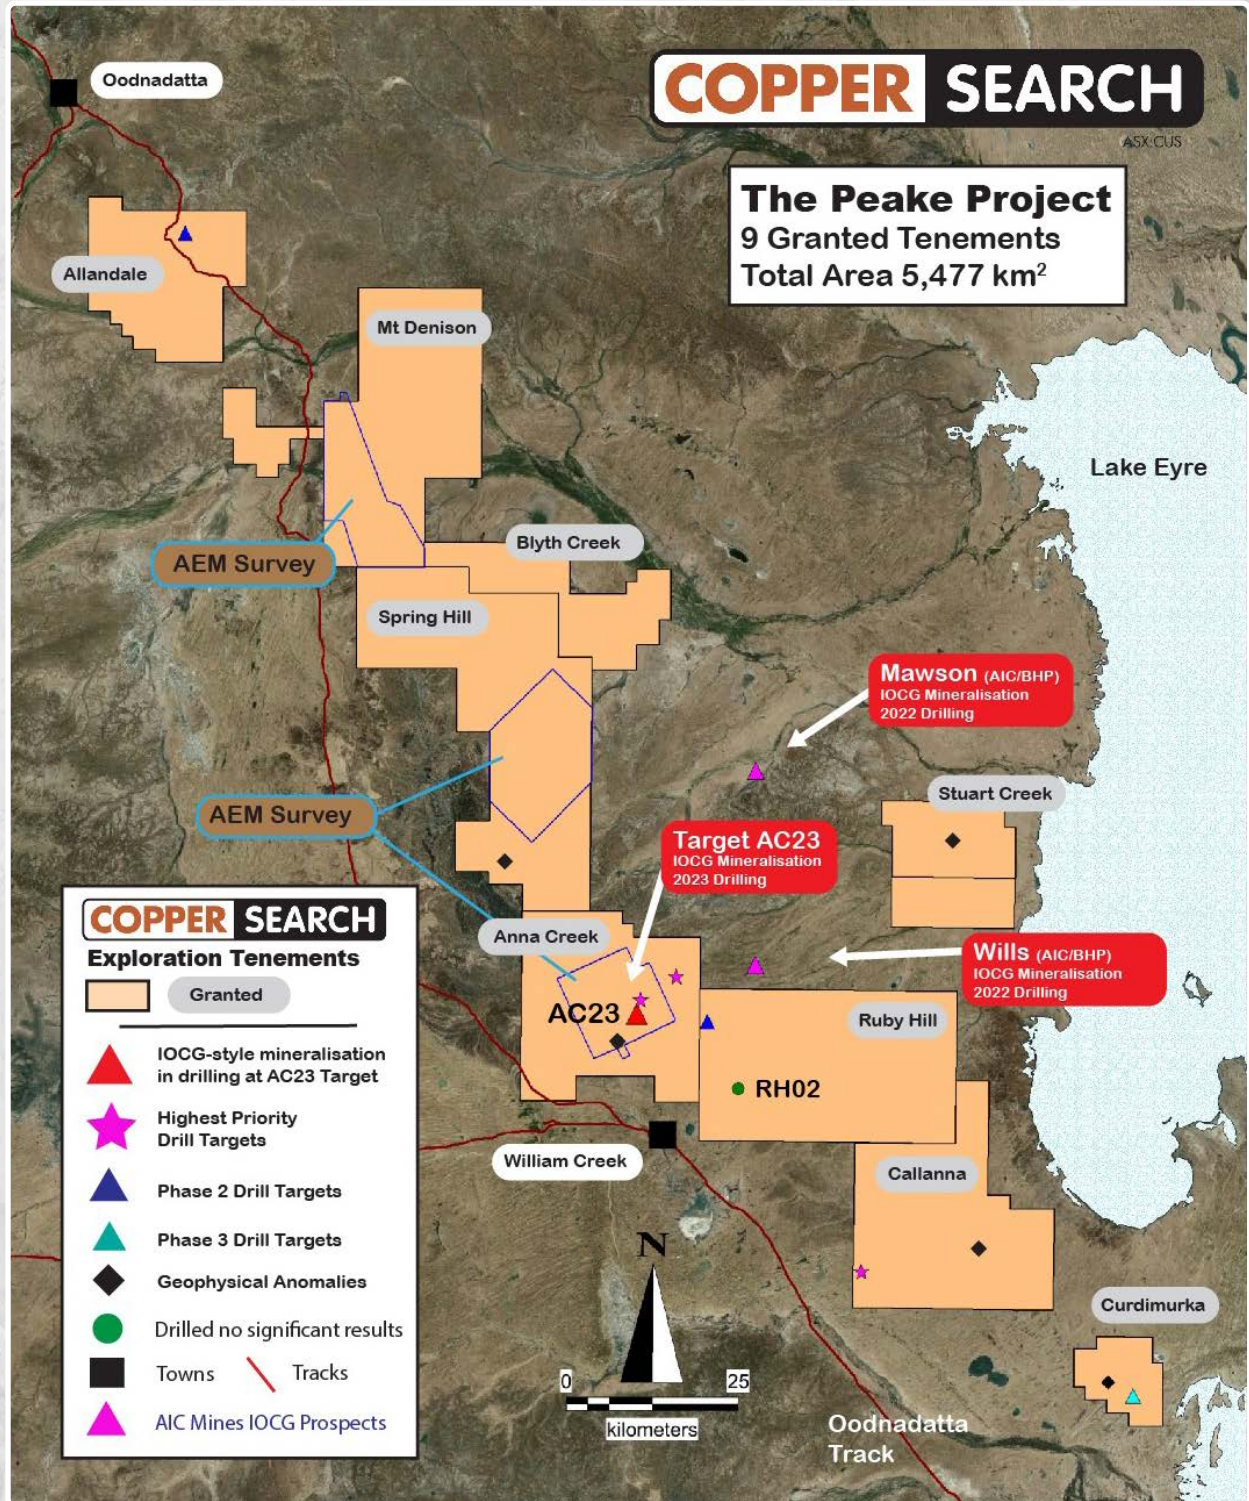 Oodnadatta
COPPER SEARCH
ASX:CUS
The Peake Project
9 Granted Tenements
Total Area 5,477 km²
Allandale
Mt Denison
Lake Eyre
AEM Survey
Blyth Creek
Spring Hill
Mawson (AIC/BHP)
IOCG Mineralisation
2022 Drilling
Stuart Creek
AEM Survey
Target AC23
IOCG Mineralisation
2023 Drilling
Anna Creek
Wills (AIC/BHP)
IOCG Mineralisation
2022 Drilling
AC23
Ruby Hill
RH02
William Creek
Callanna
Curdimurka
N
0 25
kilometers
Oodnadatta
Track
COPPER SEARCH
Exploration Tenements
Granted
IOCG-style mineralisation
in drilling at AC23 Target
Highest Priority
Drill Targets
Phase 2 Drill Targets
Phase 3 Drill Targets
Geophysical Anomalies
Drilled no significant results
Towns Tracks
AIC Mines IOCG Prospects